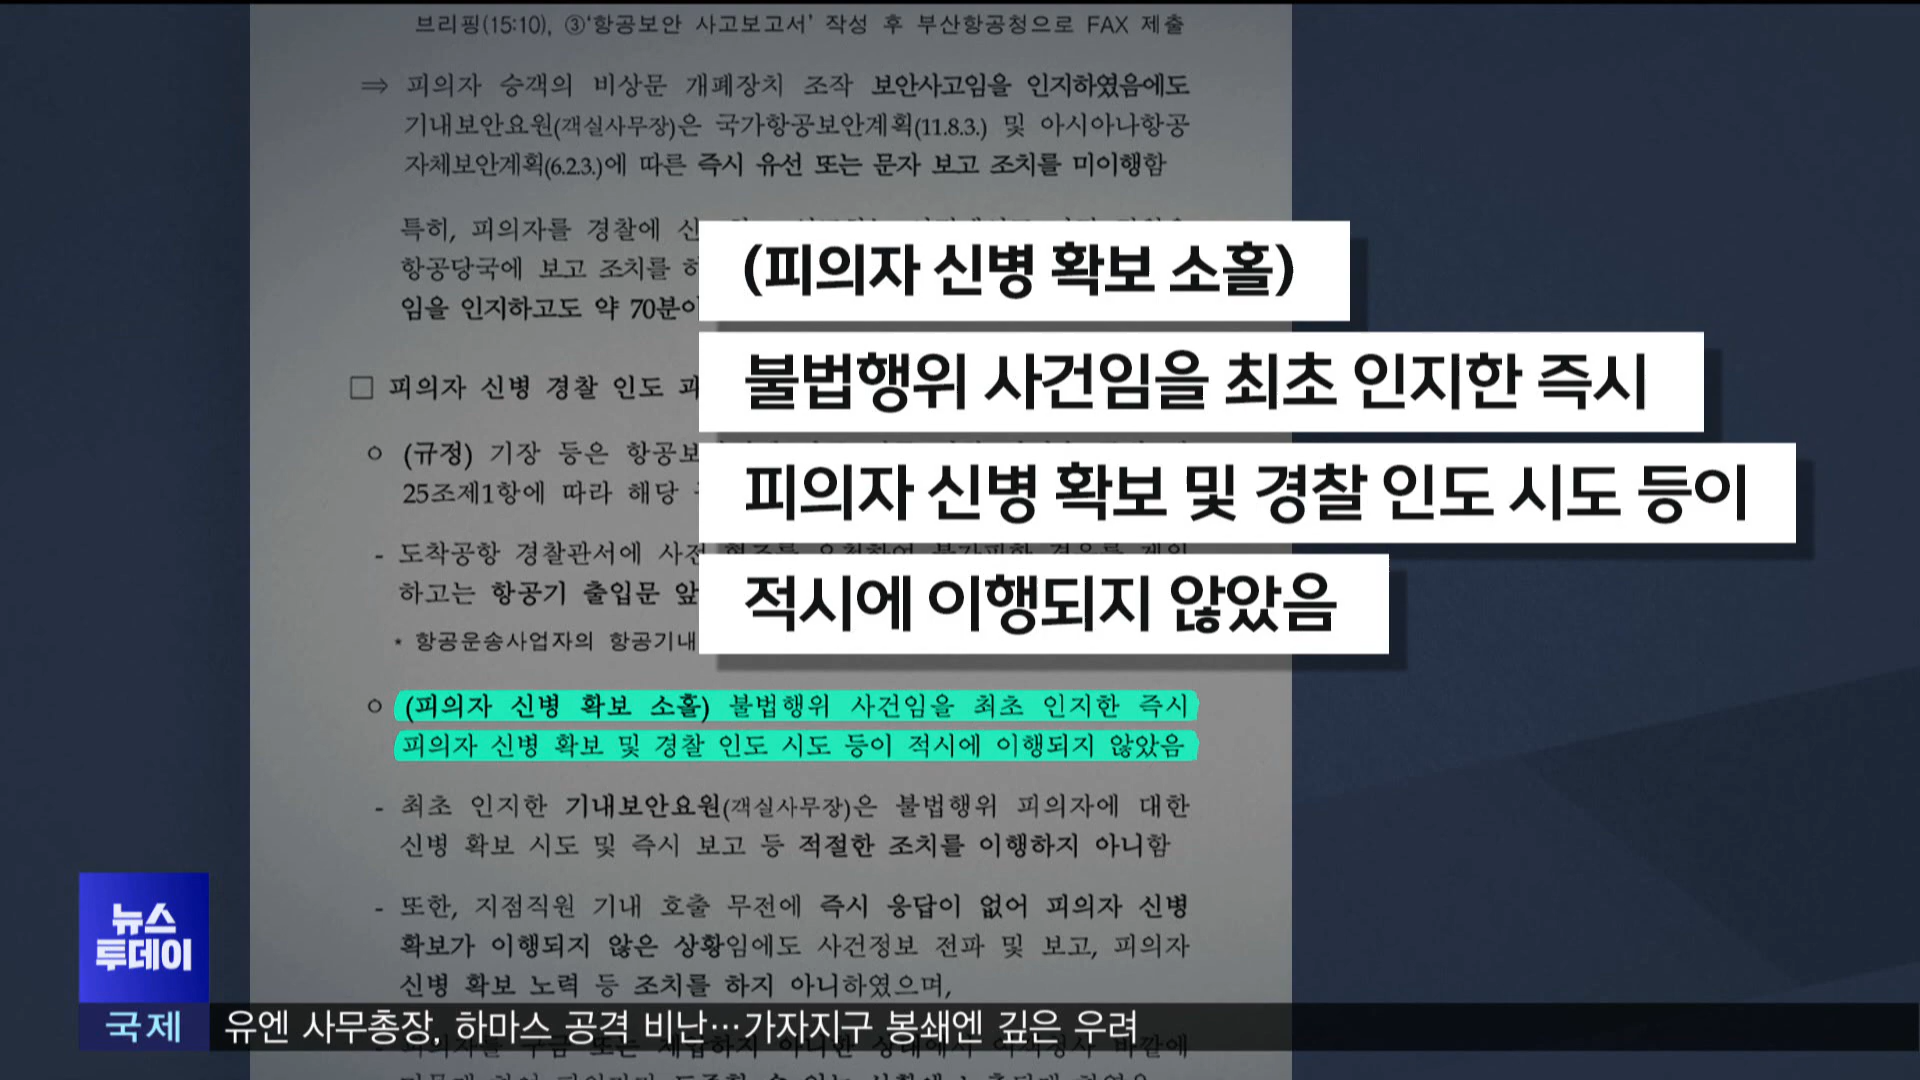 브리핑(15:10), ③'항공보안 사고보고서' 작성 후 부산항공청으로 FAX 제출
⇒ 피의자 승객의 비상문 개폐장치 조작 보안사고임을 인지하였음에도
기내보안요원(객실사무장)은 국가항공보안계획(11.8.3.) 및 아시아나항공
자체보안계획(6.2.3.)에 따른 즉시 유선 또는 문자 보고 조치를 미이행함
특히, 피의자를 경찰에 신
항공당국에 보고 조치를 하
임을 인지하고도 약 70분이
(피의자 신병 확보 소홀)
불법행위 사건임을 최초 인지한 즉시
피의자 신병 확보 및 경찰 인도 시도 등이
적시에 이행되지 않았음
□ 피의자 신병 경찰 인도 과
○ (규정) 기장 등은 항공보
25조제1항에 따라 해당
- 도착공항 경찰관서에 사전 협조를 요청하여 불가피한 경우를 제외
하고는 항공기 출입문 앞
* 항공운송사업자의 항공기내
○ (피의자 신병 확보 소홀) 불법행위 사건임을 최초 인지한 즉시
피의자 신병 확보 및 경찰 인도 시도 등이 적시에 이행되지 않았음
- 최초 인지한 기내보안요원(객실사무장)은 불법행위 피의자에 대한
신병 확보 시도 및 즉시 보고 등 적절한 조치를 이행하지 아니함
- 또한, 지점직원 기내 호출 무전에 즉시 응답이 없어 피의자 신병
확보가 이행되지 않은 상황임에도 사건정보 전파 및 보고, 피의자
신병 확보 노력 등 조치를 하지 아니하였으며,
뉴스
투데이
국제 유엔 사무총장, 하마스 공격 비난…가자지구 봉쇄엔 깊은 우려